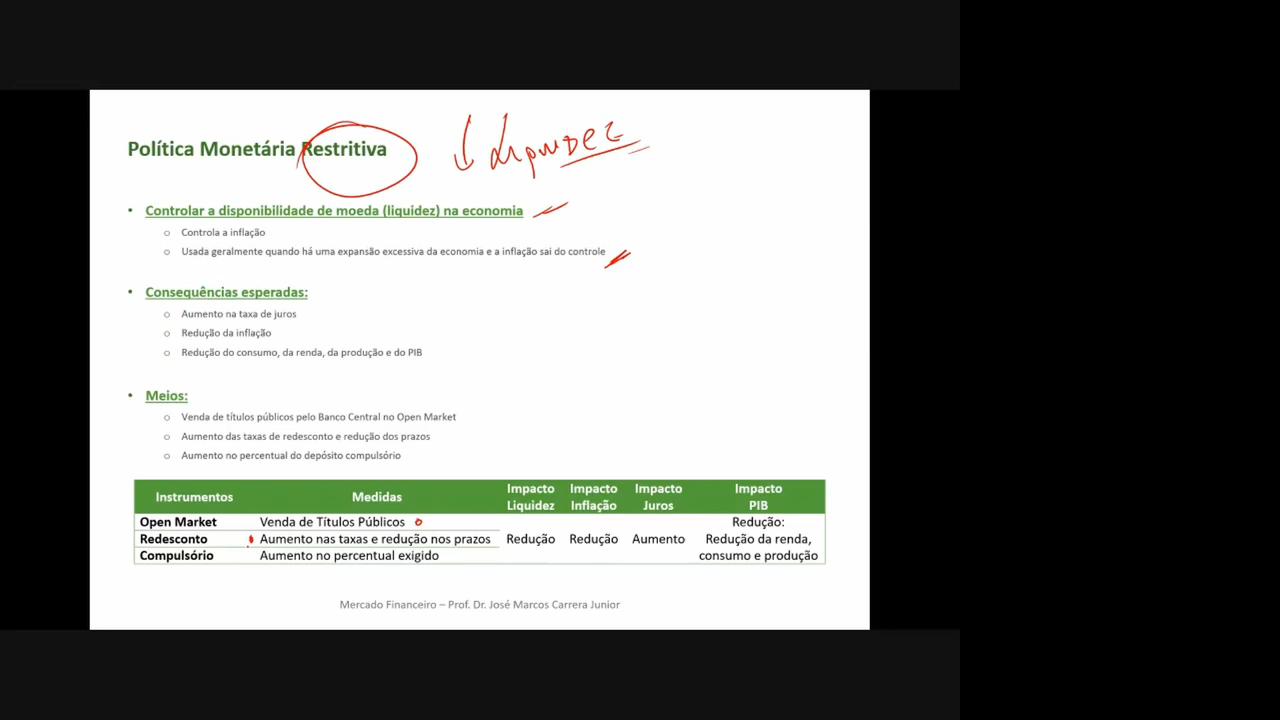 Política Monetária Restritiva
↓ Liquidez
• Controlar a disponibilidade de moeda (liquidez) na economia
o Controla a inflação
o Usada geralmente quando há uma expansão excessiva da economia e a inflação sai do controle
• Consequências esperadas:
o Aumento na taxa de juros
o Redução da inflação
o Redução do consumo, da renda, da produção e do PIB
• Meios:
o Venda de títulos públicos pelo Banco Central no Open Market
o Aumento das taxas de redesconto e redução dos prazos
o Aumento no percentual do depósito compulsório
Instrumentos Medidas Impacto Liquidez Impacto Inflação Impacto Juros Impacto PIB
Open Market Venda de Títulos Públicos Redução:
Redesconto Aumento nas taxas e redução nos prazos Redução Redução Aumento Redução da renda,
Compulsório Aumento no percentual exigido consumo e produção
Mercado Financeiro – Prof. Dr. José Marcos Carrera Junior